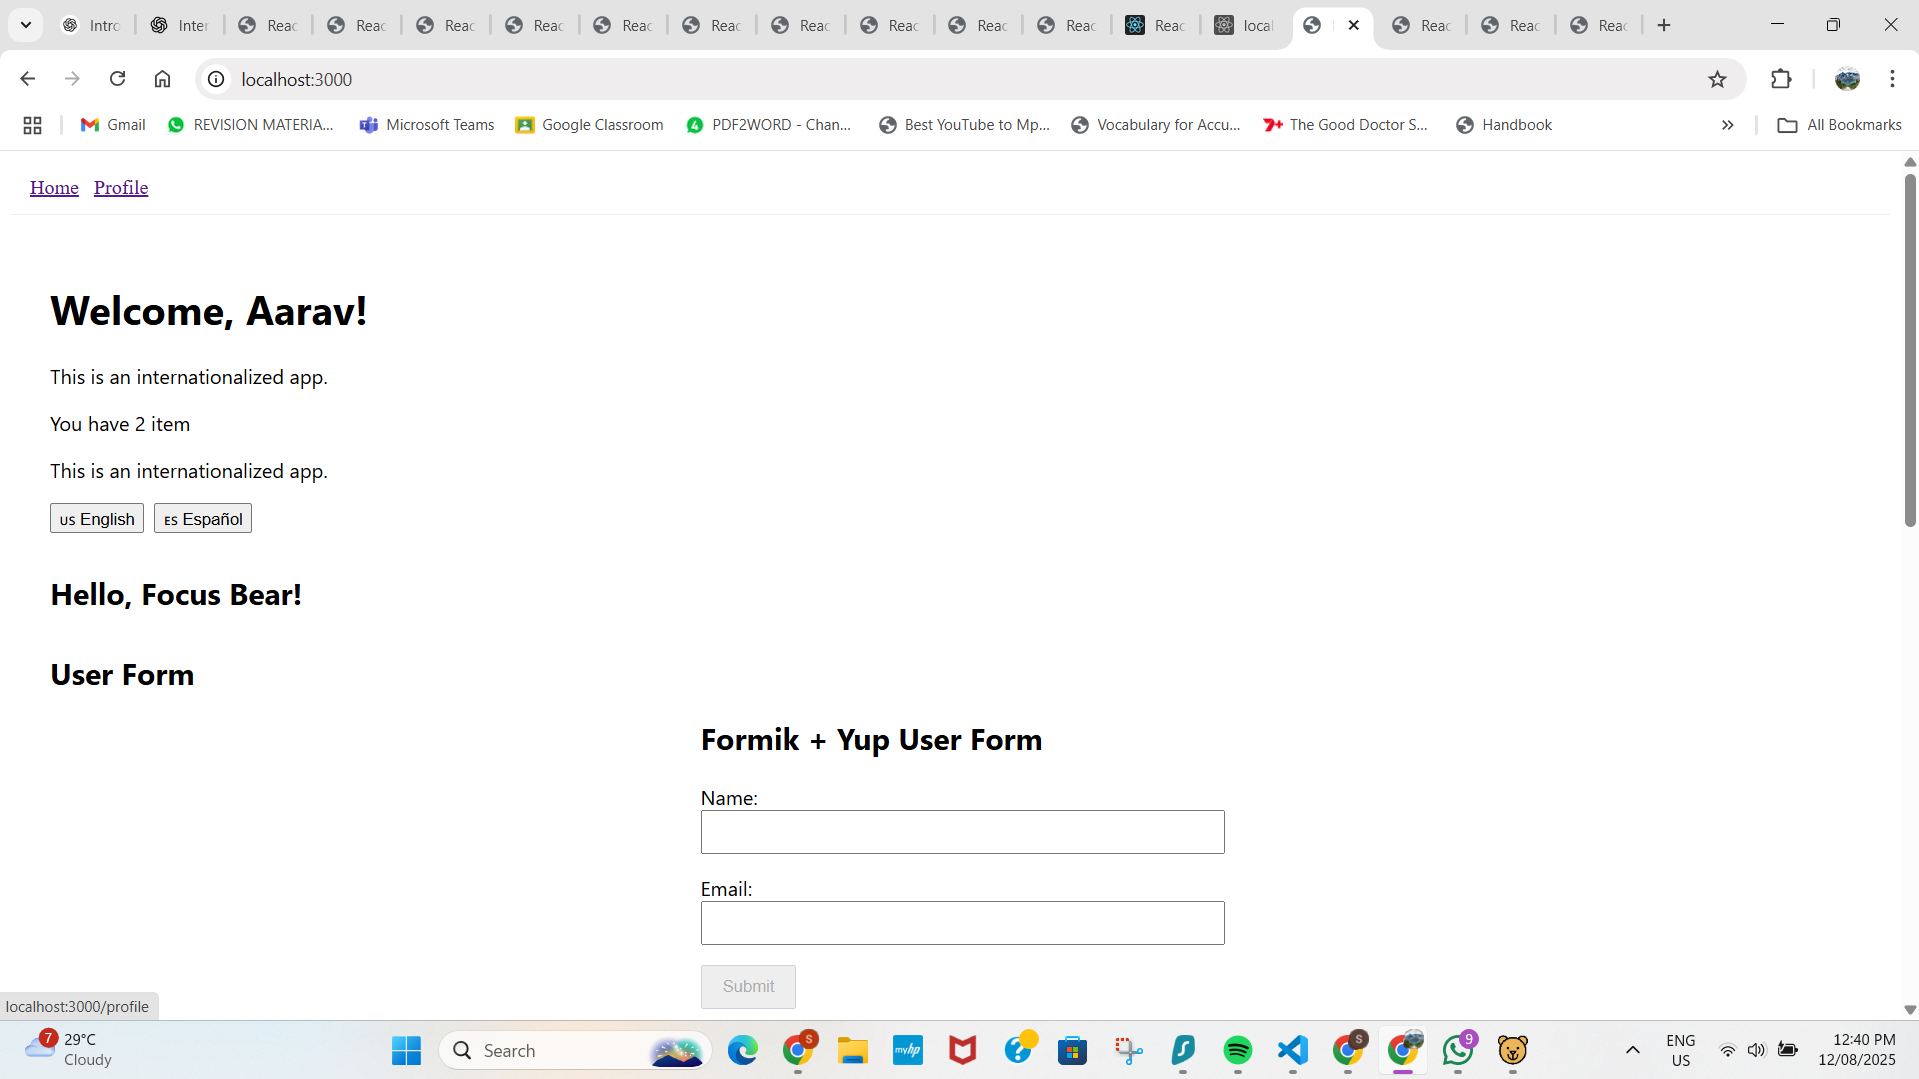 Intro
Inter
Reac
Reac
Reac
Reac
Reac
Reac
Reac
Reac
Reac
Reac
Reac
local
Reac
Reac
Reac
localhost:3000
Gmail
REVISION MATERIA...
Microsoft Teams
Google Classroom
PDF2WORD - Chan...
Best YouTube to Mp...
Vocabulary for Accu...
The Good Doctor S...
Handbook
All Bookmarks
Home Profile
Welcome, Aarav!
This is an internationalized app.
You have 2 item
This is an internationalized app.
US English
ES Español
Hello, Focus Bear!
User Form
Formik + Yup User Form
Name:
Email:
Submit
localhost:3000/profile
7
29°C
Cloudy
Search
S
myhp
S
9
ENG
US
12:40 PM
12/08/2025